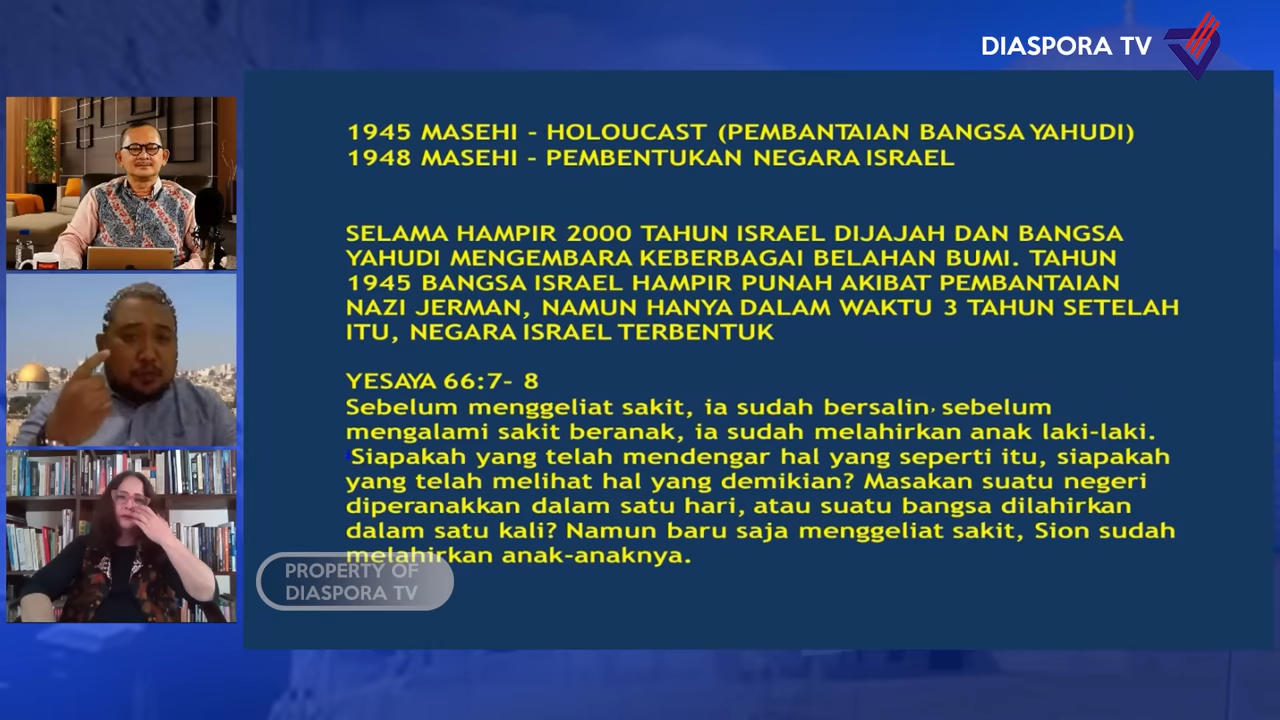 DIASPORA TV
1945 MASEHI - HOLOUCAST (PEMBANTAIAN BANGSA YAHUDI)
1948 MASEHI - PEMBENTUKAN NEGARA ISRAEL
SELAMA HAMPIR 2000 TAHUN ISRAEL DIJAJAH DAN BANGSA
YAHUDI MENGEMBARA KEBERBAGAI BELAHAN BUMI. TAHUN
1945 BANGSA ISRAEL HAMPIR PUNAH AKIBAT PEMBANTAIAN
NAZI JERMAN, NAMUN HANYA DALAM WAKTU 3 TAHUN SETELAH
ITU, NEGARA ISRAEL TERBENTUK
YESAYA 66:7- 8
Sebelum menggeliat sakit, ia sudah bersalin, sebelum
mengalami sakit beranak, ia sudah melahirkan anak laki-laki.
'Siapakah yang telah mendengar hal yang seperti itu, siapakah
yang telah melihat hal yang demikian? Masakan suatu negeri
diperanakkan dalam satu hari, atau suatu bangsa dilahirkan
dalam satu kali? Namun baru saja menggeliat sakit, Sion sudah
melahirkan anak-anaknya.
PROPERTY OF
DIASPORA TV